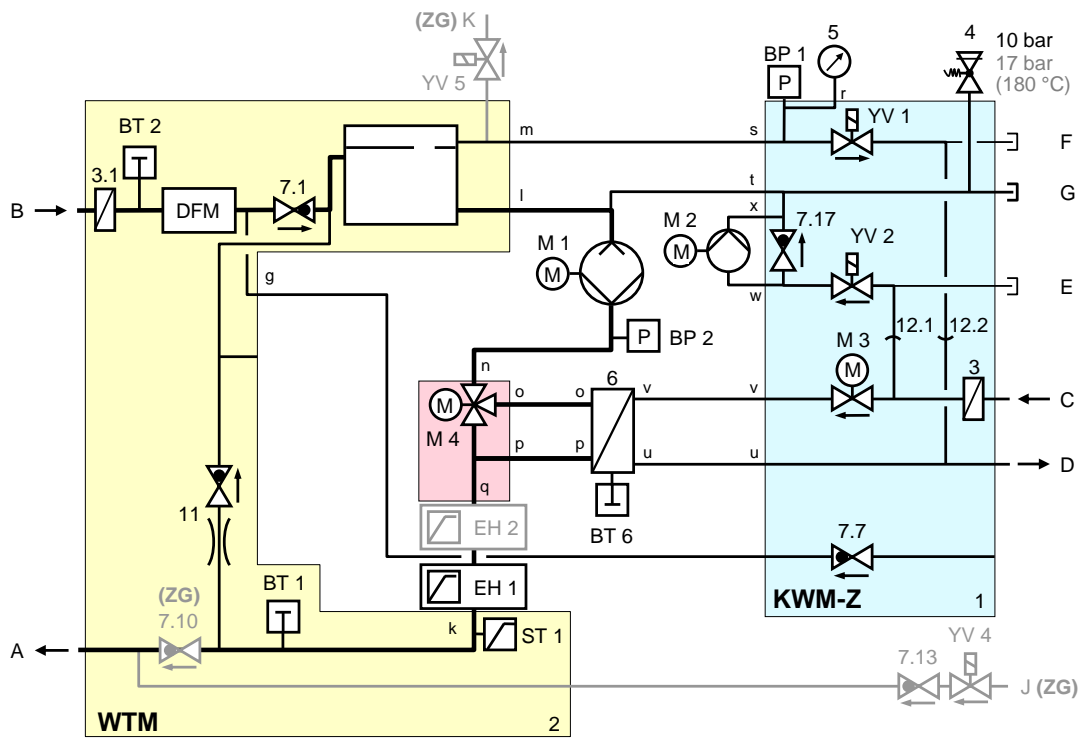 (ZG) K
YV 5
BP 1
P
5
4
10 bar
17 bar
(180 °C)
r
BT 2
3.1
B
DFM
7.1
m
s
YV 1
F
l
t
G
x
M 2
M
7.17
YV 2
M 1
M
g
w
E
12.1
12.2
P
BP 2
M 3
M
n
6
3
M
M 4
o
o
v
v
C
p
p
u
u
D
q
11
EH 2
BT 6
7.7
EH 1
BT 1
(ZG)
7.10
k
ST 1
KWM-Z
1
A
7.13
YV 4
J (ZG)
WTM
2